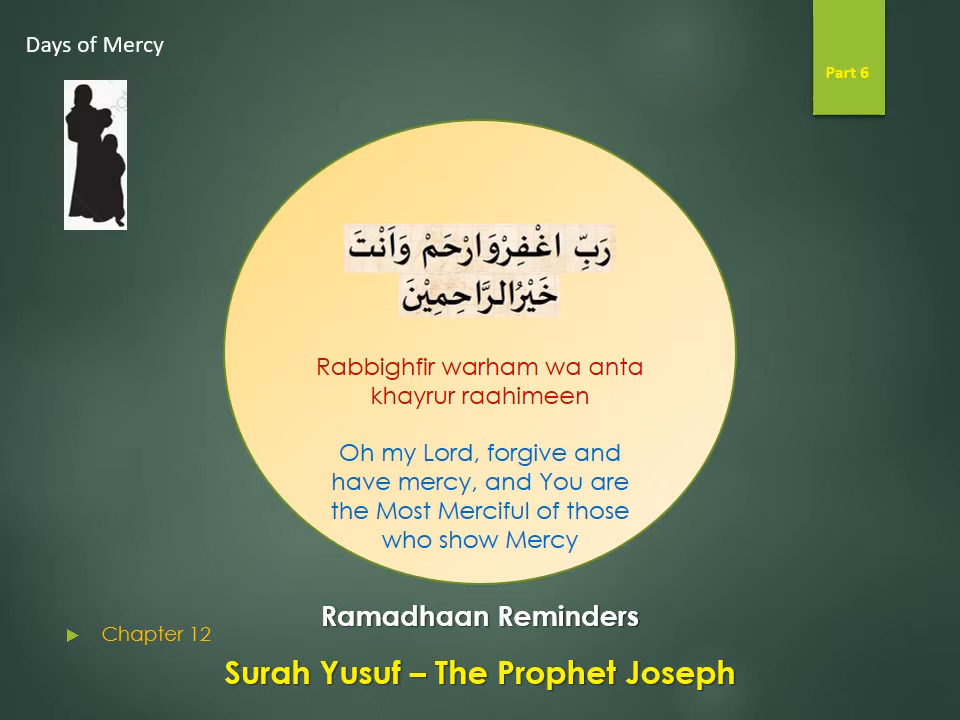 Days of Mercy
Part 6
رَبِّ اغْفِرْوَارْحَمْ وَاَنْتَ
خَيْرُالرَّاحِمِيْنَ
Rabbighfir warham wa anta
khayrur raahimeen
Oh my Lord, forgive and
have mercy, and You are
the Most Merciful of those
who show Mercy
Ramadhaan Reminders
Chapter 12
Surah Yusuf – The Prophet Joseph